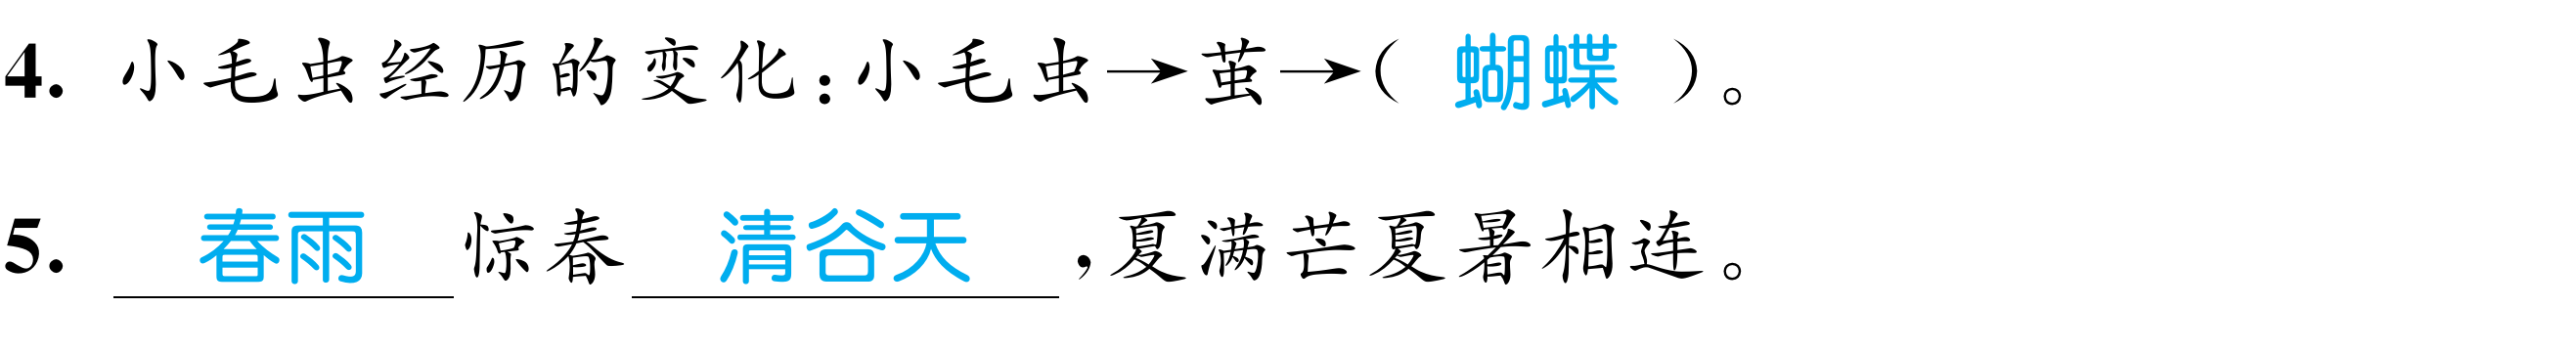 4. 小毛虫经历的变化:小毛虫→茧→( 蝴蝶 )。
5. 春雨惊春清谷天,夏满芒夏暑相连。